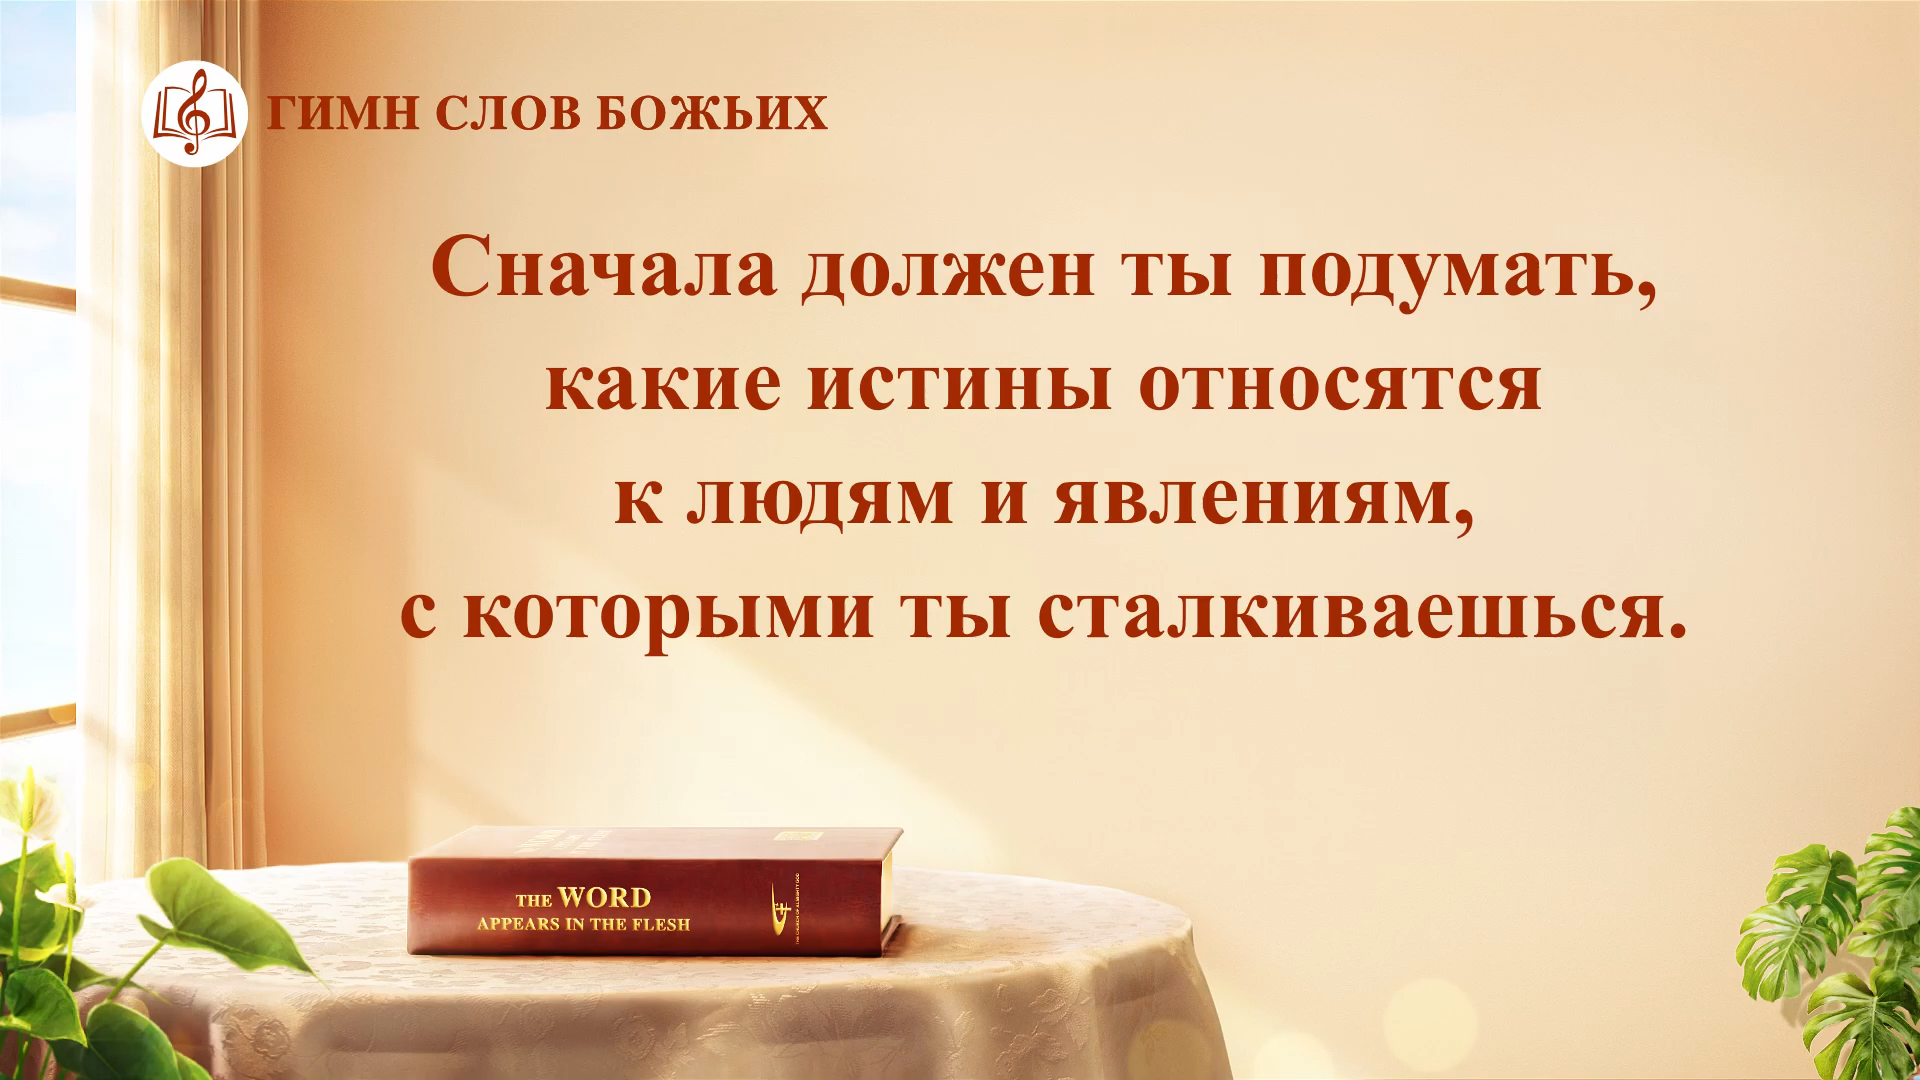 ГИМН СЛОВ БОЖЬИХ
Сначала должен ты подумать,
какие истины относятся
к людям и явлениям,
с которыми ты сталкиваешься.
THE WORD
APPEARS IN THE FLESH